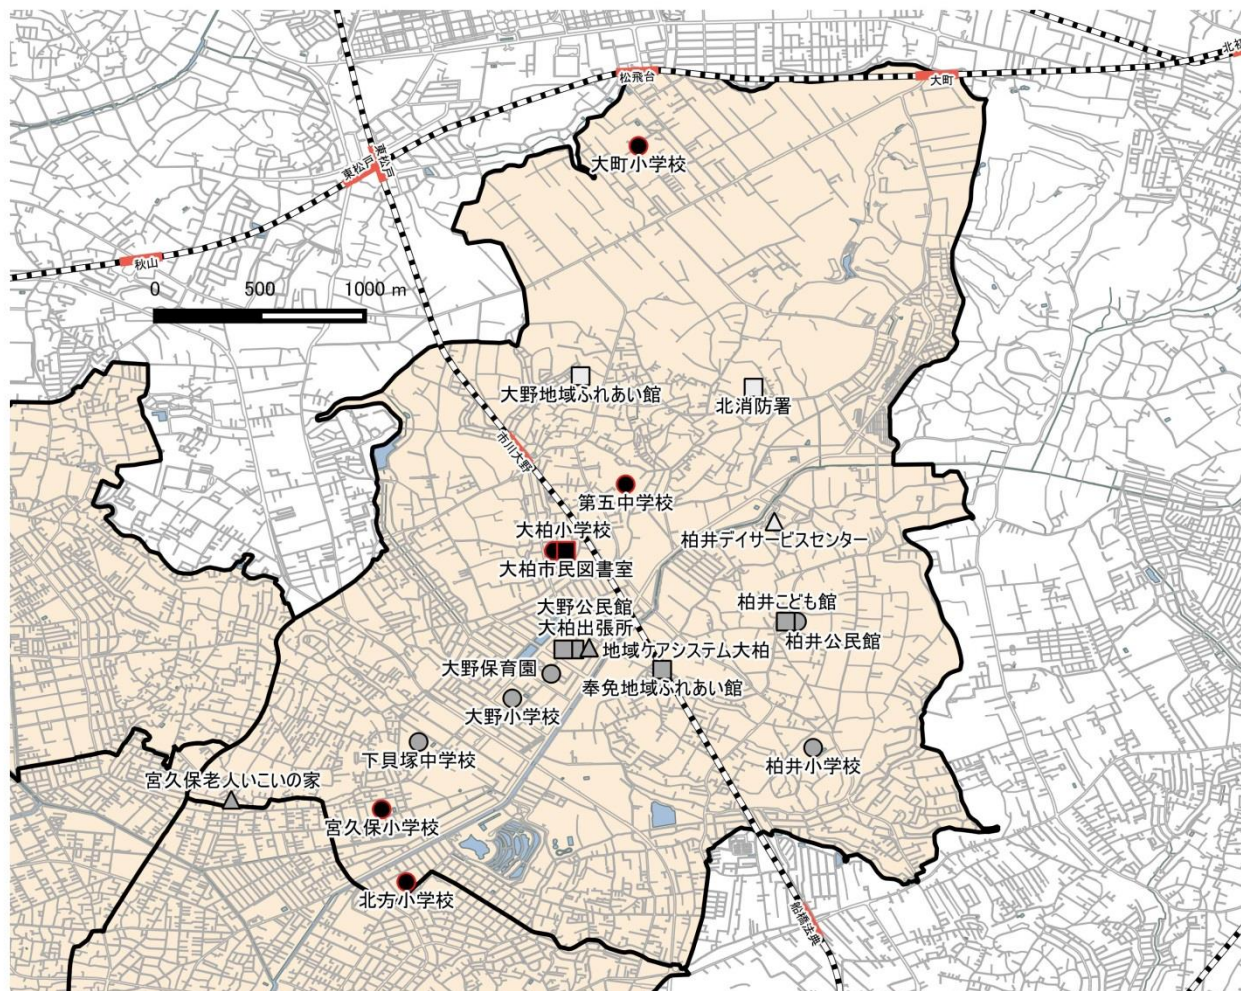 松飛台
大町
北初
東松戸
東松戸
大町小学校
秋山
0 500 1000 m
大野地域ふれあい館
北消防署
市川大野
第五中学校
大柏小学校
柏井デイサービスセンター
大柏市民図書室
柏井こども館
大野公民館
大柏出張所
柏井公民館
地域ケアシステム大柏
大野保育園
奉免地域ふれあい館
大野小学校
下貝塚中学校
柏井小学校
宮久保老人いこいの家
宮久保小学校
北方小学校
船橋法典